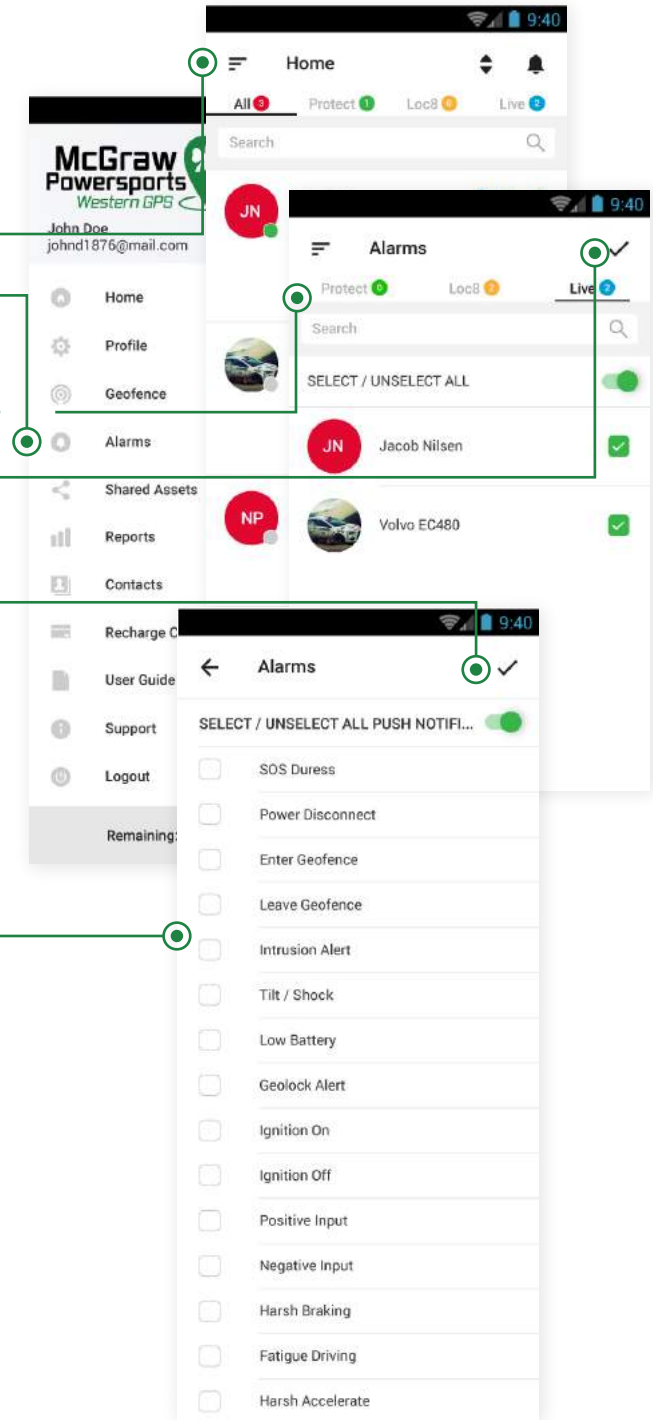 9:40
Home
All 3
Protect 1
Loc8
Live 2
Search
JN
NP
McGraw
Powersports
Western GPS
John Doe
johnd1876@mail.com
Home
Profile
Geofence
Alarms
Shared Assets
Reports
Contacts
Recharge C
User Guide
Support
Logout
Remaining:
9:40
Alarms
Protect 0
Loc8
Live 2
Search
SELECT / UNSELECT ALL
JN
Jacob Nilsen
Volvo EC480
9:40
Alarms
SELECT / UNSELECT ALL PUSH NOTIFI...
SOS Duress
Power Disconnect
Enter Geofence
Leave Geofence
Intrusion Alert
Tilt / Shock
Low Battery
Geolock Alert
Ignition On
Ignition Off
Positive Input
Negative Input
Harsh Braking
Fatigue Driving
Harsh Accelerate